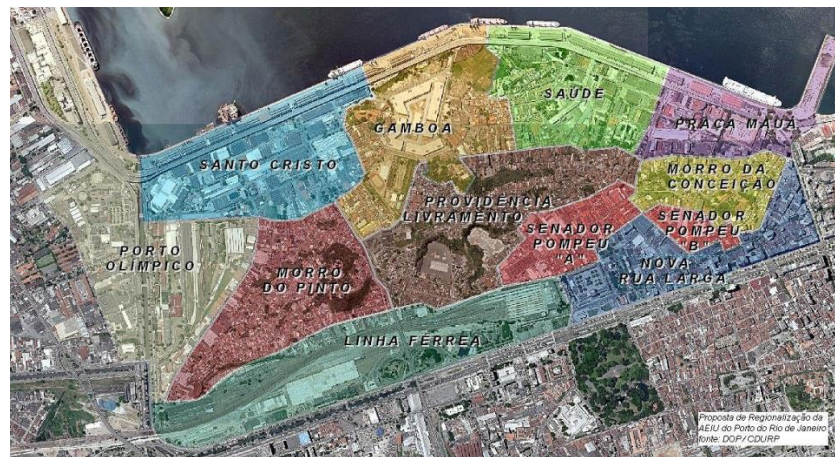 SAÚDE
GAMBOA
PRAÇA MAUÁ
SANTO CRISTO
MORRO DA
CONCEIÇÃO
PROVIDÊNCIA
LIVRAMENTO
SENADOR
POMPEU
"A"
SENADOR
POMPEU
"B"
PORTO
OLÍMPICO
MORRO
DO PINTO
NOVA
RUA LARGA
LINHA FÉRREA
Proposta de Regionalização da
AEIU do Porto do Rio de Janeiro
fonte: DOP / CDURP